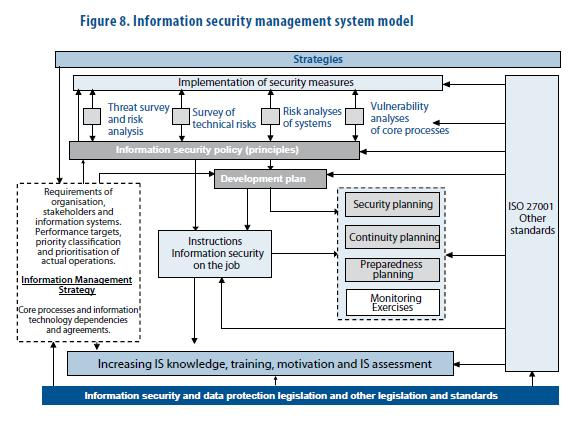 Figure 8. Information security management system model
Strategies
Implementation of security measures
Threat survey
and risk
analysis
Survey of
technical risks
Risk analyses
of systems
Vulnerability
analyses
of core processes
Information security policy (principles)
Development plan
Requirements of
organisation,
stakeholders and
information systems.
Performance targets,
priority classification
and prioritisation of
actual operations.
Information Management
Strategy
Core processes and information
technology dependencies
and agreements.
Instructions
Information security
on the job
Security planning
Continuity planning
Preparedness
planning
Monitoring
Exercises
ISO 27001
Other
standards
Increasing IS knowledge, training, motivation and IS assessment
Information security and data protection legislation and other legislation and standards